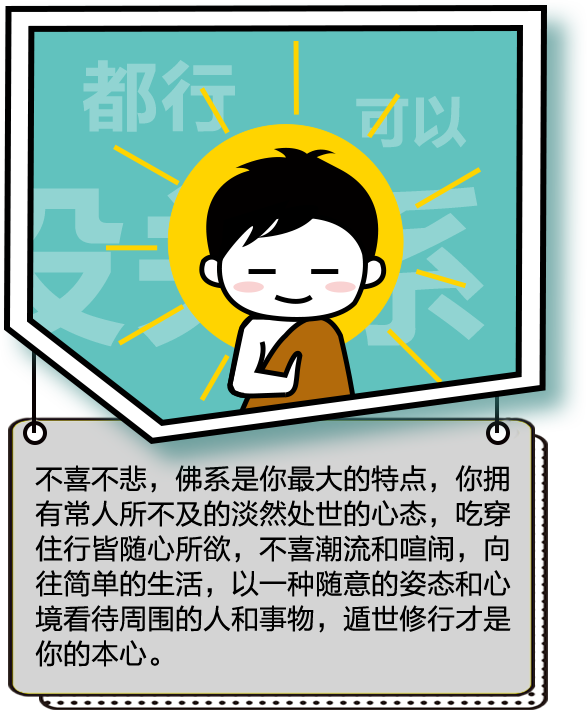 都行
可以
没关系
不喜不悲，佛系是你最大的特点，你拥
有常人所不及的淡然处世的心态，吃穿
住行皆随心所欲，不喜潮流和喧闹，向
往简单的生活，以一种随意的姿态和心
境看待周围的人和事物，遁世修行才是
你的本心。